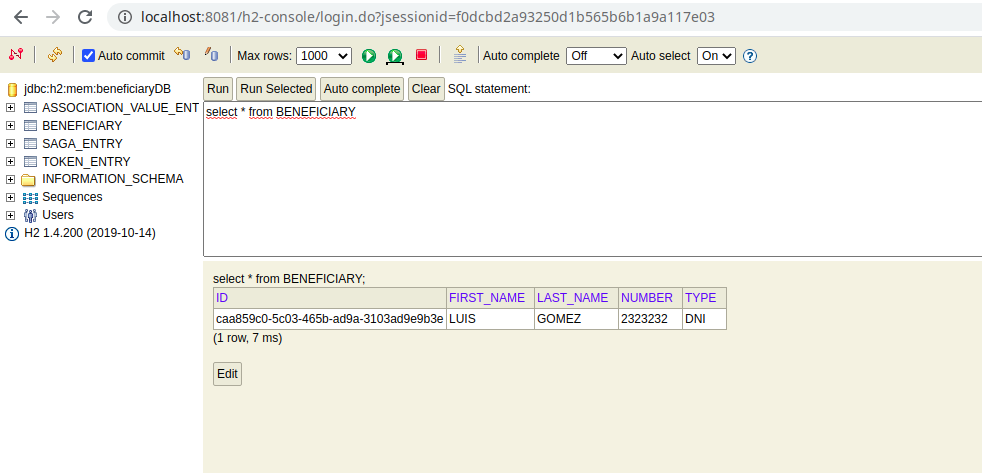 localhost:8081/h2-console/login.do?jsessionid=f0dcbd2a93250d1b565b6b1a9a117e03
Auto commit Max rows: 1000 Auto complete Off Auto select On
jdbc:h2:mem:beneficiaryDB
ASSOCIATION_VALUE_ENT
BENEFICIARY
SAGA_ENTRY
TOKEN_ENTRY
INFORMATION_SCHEMA
Sequences
Users
H2 1.4.200 (2019-10-14)
Run Run Selected Auto complete Clear SQL statement:
select * from BENEFICIARY
select * from BENEFICIARY;
ID FIRST_NAME LAST_NAME NUMBER TYPE
caa859c0-5c03-465b-ad9a-3103ad9e9b3e LUIS GOMEZ 2323232 DNI
(1 row, 7 ms)
Edit